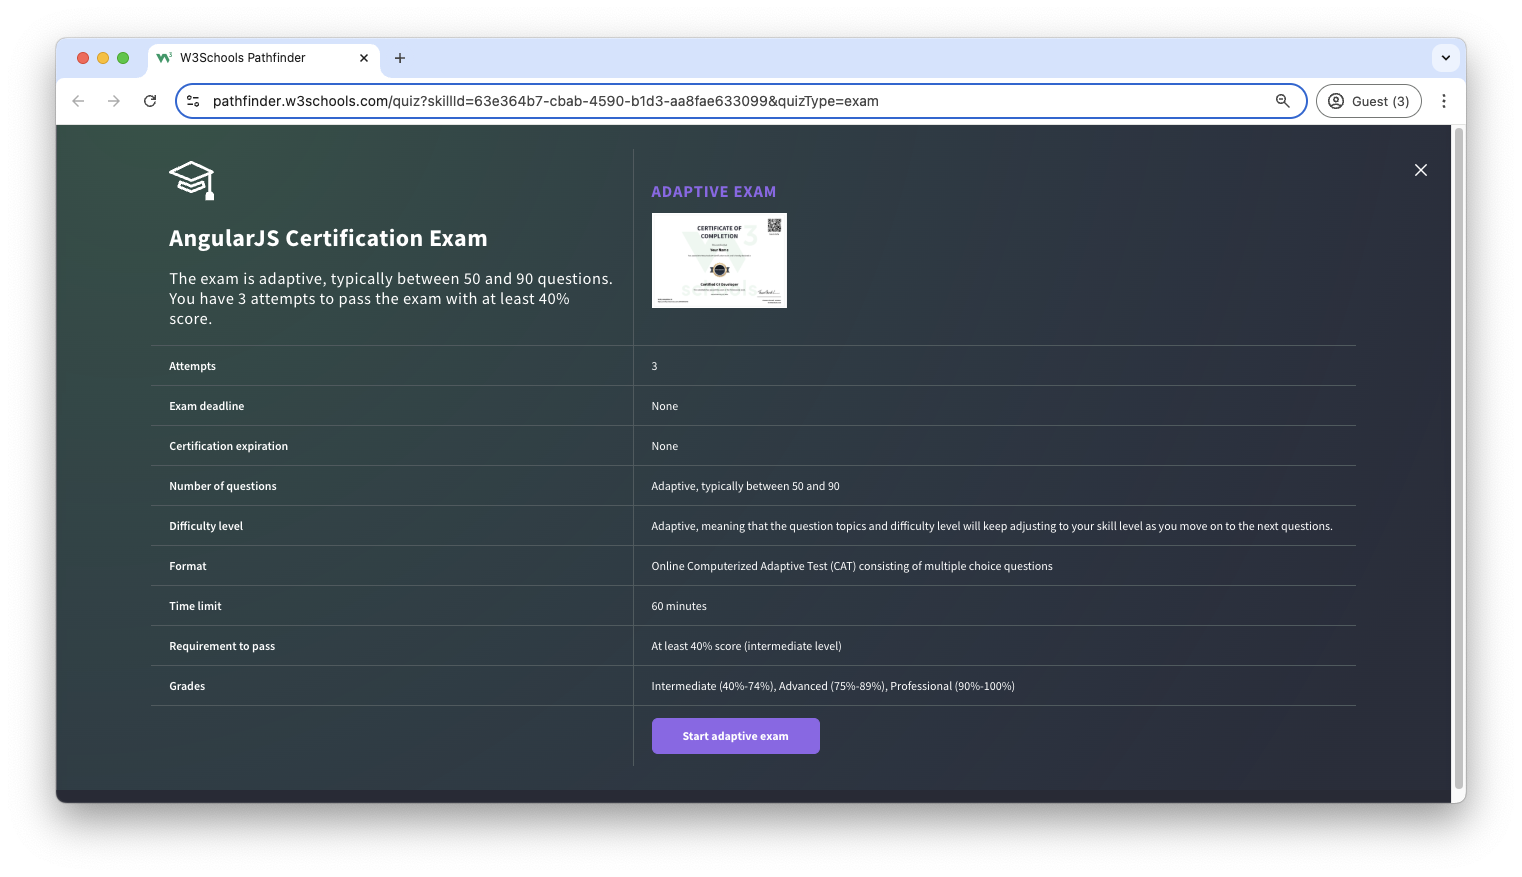 W3Schools Pathfinder
pathfinder.w3schools.com/quiz?skillId=63e364b7-cbab-4590-b1d3-aa8fae633099&quizType=exam
Guest (3)
AngularJS Certification Exam
The exam is adaptive, typically between 50 and 90 questions.
You have 3 attempts to pass the exam with at least 40%
score.
ADAPTIVE EXAM
CERTIFICATE OF
COMPLETION
Your Name
Certified C# Developer
Attempts
3
Exam deadline
None
Certification expiration
None
Number of questions
Adaptive, typically between 50 and 90
Difficulty level
Adaptive, meaning that the question topics and difficulty level will keep adjusting to your skill level as you move on to the next questions.
Format
Online Computerized Adaptive Test (CAT) consisting of multiple choice questions
Time limit
60 minutes
Requirement to pass
At least 40% score (intermediate level)
Grades
Intermediate (40%-74%), Advanced (75%-89%), Professional (90%-100%)
Start adaptive exam